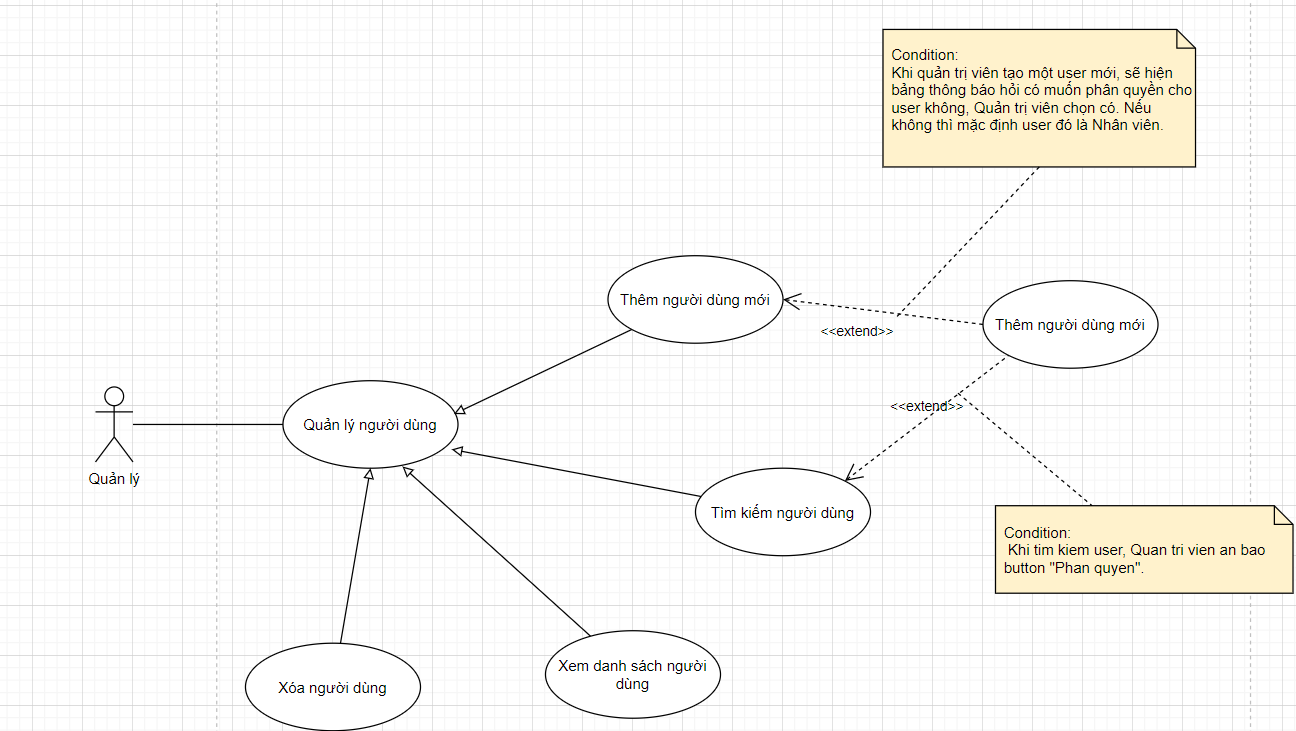 Condition:
Khi quản trị viên tạo một user mới, sẽ hiện
bảng thông báo hỏi có muốn phân quyền cho
user không, Quản trị viên chọn có. Nếu
không thì mặc định user đó là Nhân viên.
Thêm người dùng mới
<<extend>>
Thêm người dùng mới
<<extend>>
Quản lý người dùng
Quản lý
Tìm kiếm người dùng
Condition:
Khi tim kiem user, Quan tri vien an bao
button "Phan quyen".
Xóa người dùng
Xem danh sách người
dùng